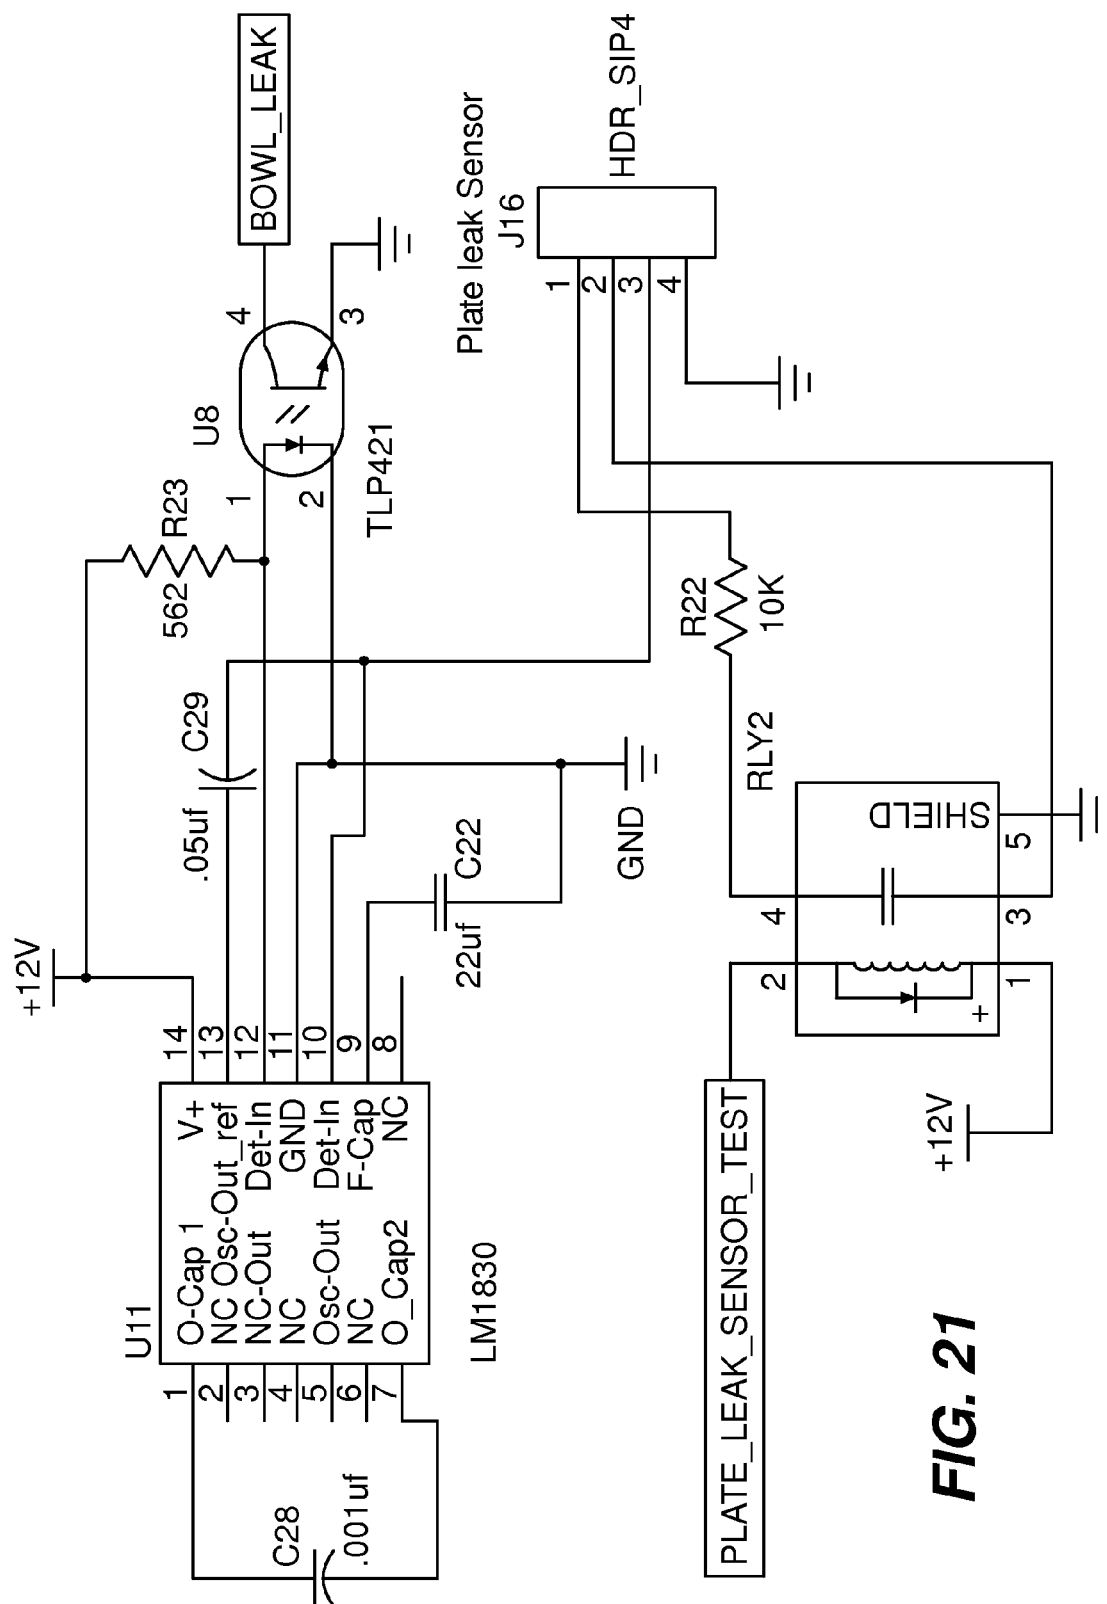 +12V
R23
562
BOWL_LEAK
U8
1
2
4
3
TLP421
C29
.05uf
U11
O-Cap 1
NC
NC-Out
NC
Osc-Out
NC
O_Cap2
V+
Osc-Out_ref
Det-In
GND
Det-In
F-Cap
NC
1
2
3
4
5
6
7
14
13
12
11
10
9
8
LM1830
C28
.001uf
C22
22uf
GND
Plate leak Sensor
J16
HDR_SIP4
1
2
3
4
R22
10K
RLY2
SHIELD
4
2
5
3
1
+
PLATE_LEAK_SENSOR_TEST
+12V
FIG. 21